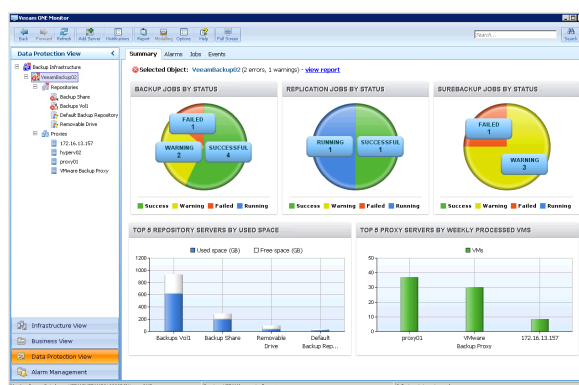 Veeam ONE Monitor
Back Forward Refresh Add Server Notifications Report Modeling Options Help Full Screen Search... Search
Data Protection View
Summary Alarms Jobs Events
Backup Infrastructure
VeeamBackup02
Repositories
Backup Share
Backups Vol1
Default Backup Repository
Removable Drive
Proxies
172.16.13.157
hyperv02
proxy01
VMware Backup Proxy
Infrastructure View
Business View
Data Protection View
Alarm Management
Selected Object: VeeamBackup02 (2 errors, 1 warnings) - view report
BACKUP JOBS BY STATUS
FAILED
1
WARNING
2
SUCCESSFUL
4
Success Warning Failed Running
REPLICATION JOBS BY STATUS
RUNNING
1
SUCCESSFUL
1
Success Warning Failed Running
SUREBACKUP JOBS BY STATUS
FAILED
1
WARNING
3
Success Warning Failed Running
TOP 5 REPOSITORY SERVERS BY USED SPACE
Used space (GB) Free space (GB)
1200
1000
800
600
400
200
0
Backups Vol1 Backup Share Removable Drive Default Backup Rep...
TOP 5 PROXY SERVERS BY WEEKLY PROCESSED VMS
VMs
50
40
30
20
10
0
proxy01 VMware Backup Proxy 172.16.13.157